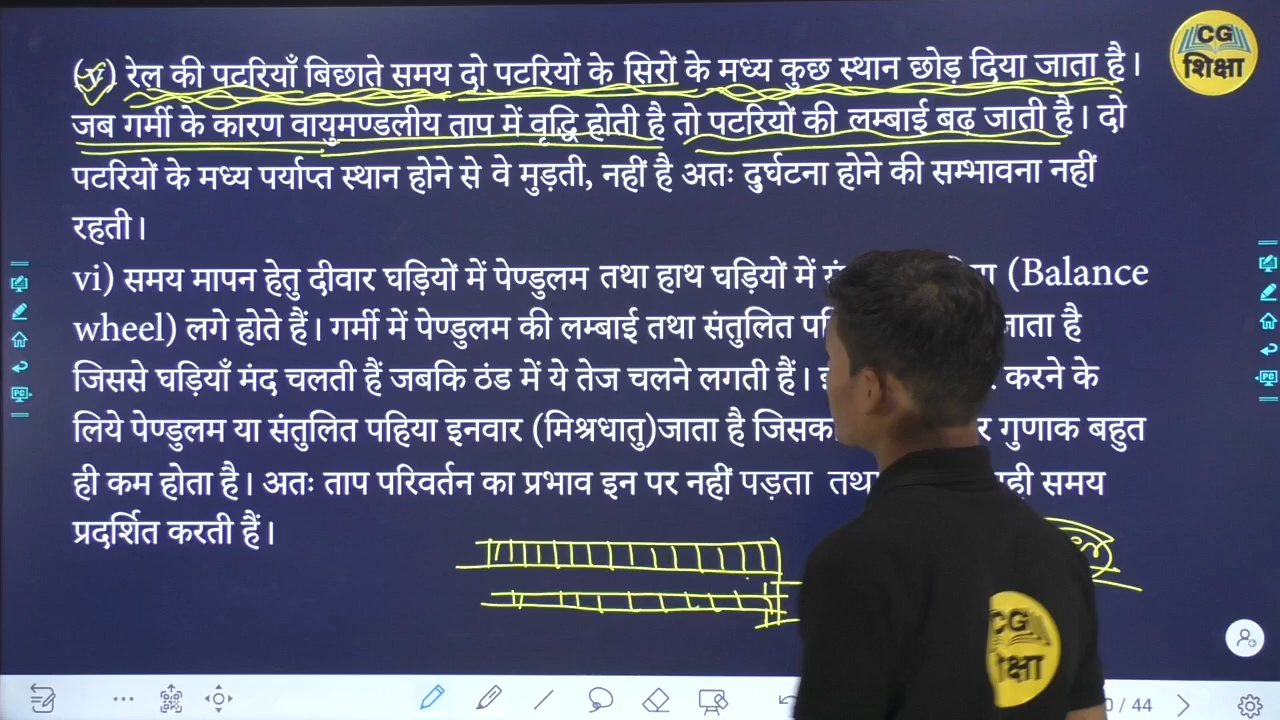 CG
शिक्षा
(v) रेल की पटरियाँ बिछाते समय दो पटरियों के सिरों के मध्य कुछ स्थान छोड़ दिया जाता है।
जब गर्मी के कारण वायुमण्डलीय ताप में वृद्धि होती है तो पटरियों की लम्बाई बढ़ जाती है। दो
पटरियों के मध्य पर्याप्त स्थान होने से वे मुड़ती, नहीं है अतः दुर्घटना होने की सम्भावना नहीं
रहती।
vi) समय मापन हेतु दीवार घड़ियों में पेण्डुलम तथा हाथ घड़ियों में (Balance
wheel) लगे होते हैं। गर्मी में पेण्डुलम की लम्बाई तथा संतुलित जाता है
जिससे घड़ियाँ मंद चलती हैं जबकि ठंड में ये तेज चलने लगती हैं। करने के
लिये पेण्डुलम या संतुलित पहिया इनवार (मिश्रधातु)जाता है गुणाक बहुत
ही कम होता है। अतः ताप परिवर्तन का प्रभाव इन पर नहीं पड़ता समय
प्रदर्शित करती हैं।
CG
/ 44